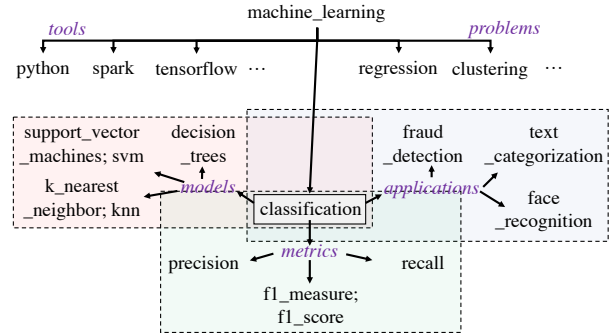 machine_learning
tools
problems
python
spark
tensorflow
...
regression
clustering
...
support_vector
_machines; svm
decision
_trees
fraud
_detection
text
_categorization
k_nearest
_neighbor; knn
models
classification
applications
face
_recognition
metrics
precision
recall
f1_measure;
f1_score